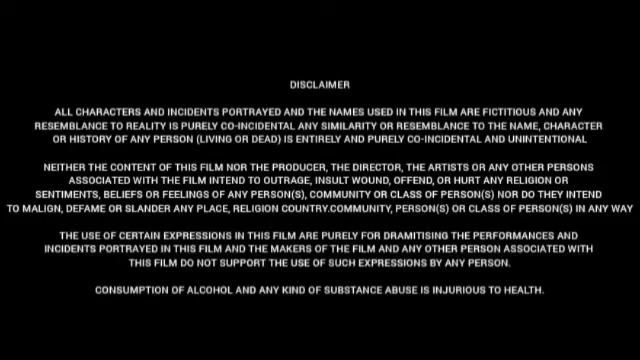 DISCLAIMER
ALL CHARACTERS AND INCIDENTS PORTRAYED AND THE NAMES USED IN THIS FILM ARE FICTITIOUS AND ANY
RESEMBLANCE TO REALITY IS PURELY CO-INCIDENTAL ANY SIMILARITY OR RESEMBLANCE TO THE NAME, CHARACTER
OR HISTORY OF ANY PERSON (LIVING OR DEAD) IS ENTIRELY AND PURELY CO-INCIDENTAL AND UNINTENTIONAL
NEITHER THE CONTENT OF THIS FILM NOR THE PRODUCER, THE DIRECTOR, THE ARTISTS OR ANY OTHER PERSONS
ASSOCIATED WITH THE FILM INTEND TO OUTRAGE, INSULT WOUND, OFFEND, OR HURT ANY RELIGION OR
SENTIMENTS, BELIEFS OR FEELINGS OF ANY PERSON(S), COMMUNITY OR CLASS OF PERSON(S) NOR DO THEY INTEND
TO MALIGN, DEFAME OR SLANDER ANY PLACE, RELIGION COUNTRY.COMMUNITY, PERSON(S) OR CLASS OF PERSON(S) IN ANY WAY
THE USE OF CERTAIN EXPRESSIONS IN THIS FILM ARE PURELY FOR DRAMITISING THE PERFORMANCES AND
INCIDENTS PORTRAYED IN THIS FILM AND THE MAKERS OF THE FILM AND ANY OTHER PERSON ASSOCIATED WITH
THIS FILM DO NOT SUPPORT THE USE OF SUCH EXPRESSIONS BY ANY PERSON.
CONSUMPTION OF ALCOHOL AND ANY KIND OF SUBSTANCE ABUSE IS INJURIOUS TO HEALTH.